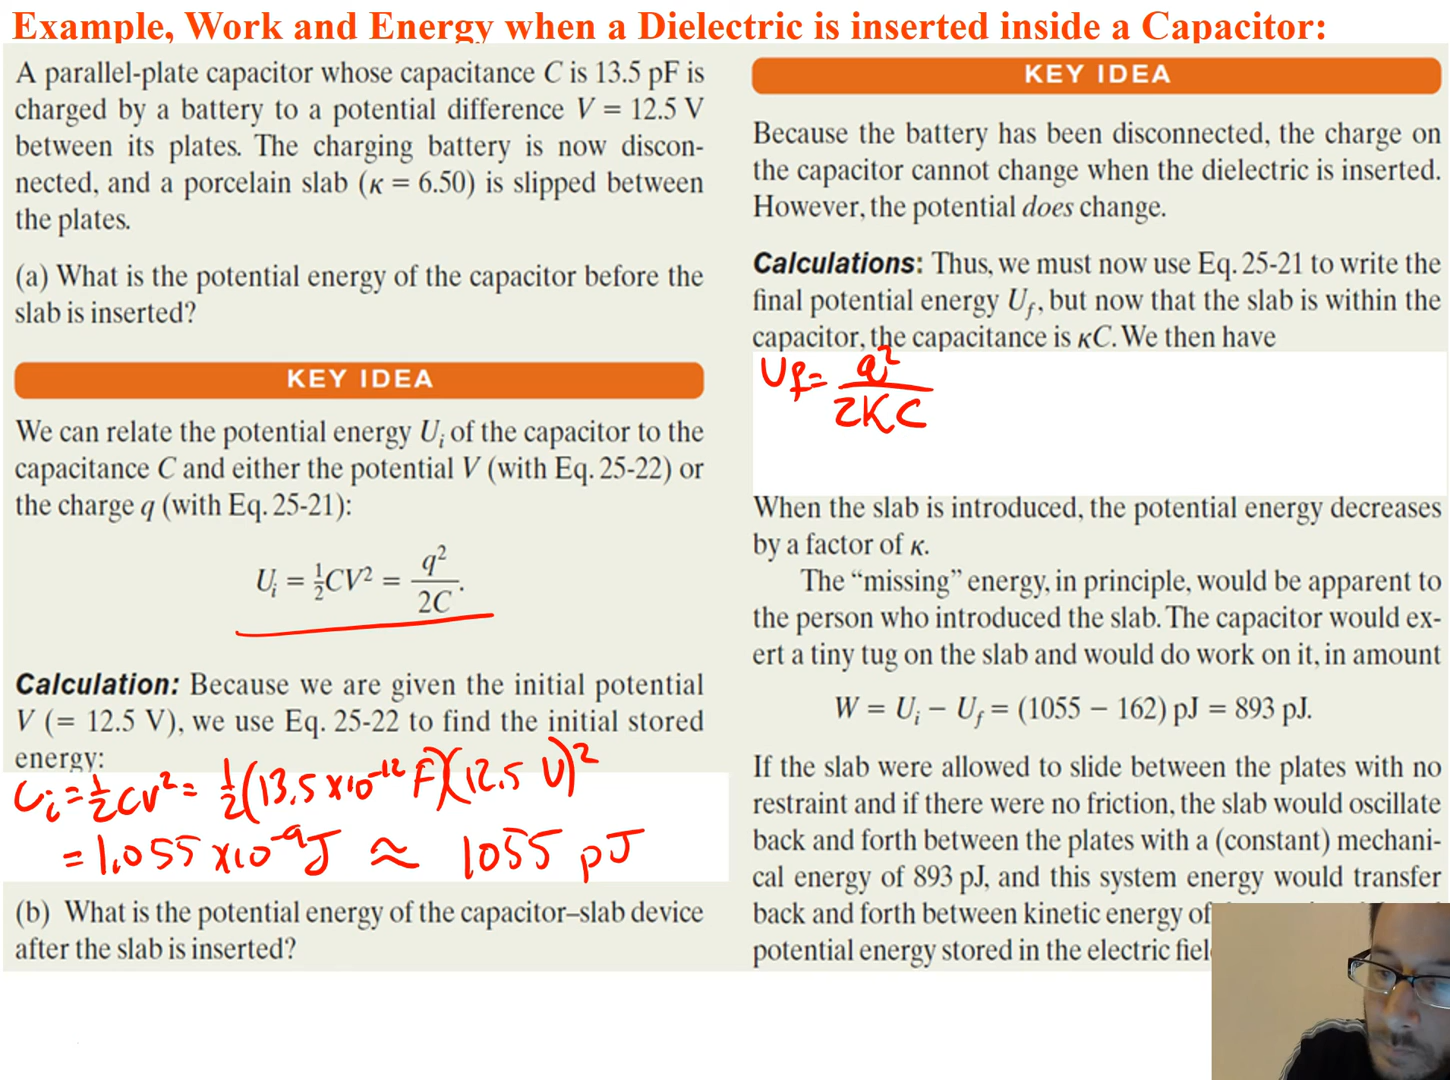 Example, Work and Energy when a Dielectric is inserted inside a Capacitor:
A parallel-plate capacitor whose capacitance C is 13.5 pF is
charged by a battery to a potential difference V = 12.5 V
between its plates. The charging battery is now discon-
nected, and a porcelain slab (κ = 6.50) is slipped between
the plates.
(a) What is the potential energy of the capacitor before the
slab is inserted?
KEY IDEA
We can relate the potential energy Uᵢ of the capacitor to the
capacitance C and either the potential V (with Eq. 25-22) or
the charge q (with Eq. 25-21):
Uᵢ = ½CV² = q²/2C.
Calculation: Because we are given the initial potential
V (= 12.5 V), we use Eq. 25-22 to find the initial stored
energy:
Uᵢ = ½CV² = ½(13.5 × 10⁻¹² F)(12.5 V)²
= 1.055 × 10⁻⁹ J ≈ 1055 pJ
(b) What is the potential energy of the capacitor–slab device
after the slab is inserted?
KEY IDEA
Because the battery has been disconnected, the charge on
the capacitor cannot change when the dielectric is inserted.
However, the potential does change.
Calculations: Thus, we must now use Eq. 25-21 to write the
final potential energy U_f, but now that the slab is within the
capacitor, the capacitance is κC. We then have
U_f = q²/2KC
When the slab is introduced, the potential energy decreases
by a factor of κ.
The “missing” energy, in principle, would be apparent to
the person who introduced the slab. The capacitor would ex-
ert a tiny tug on the slab and would do work on it, in amount
W = Uᵢ − U_f = (1055 − 162) pJ = 893 pJ.
If the slab were allowed to slide between the plates with no
restraint and if there were no friction, the slab would oscillate
back and forth between the plates with a (constant) mechani-
cal energy of 893 pJ, and this system energy would transfer
back and forth between kinetic energy of
potential energy stored in the electric